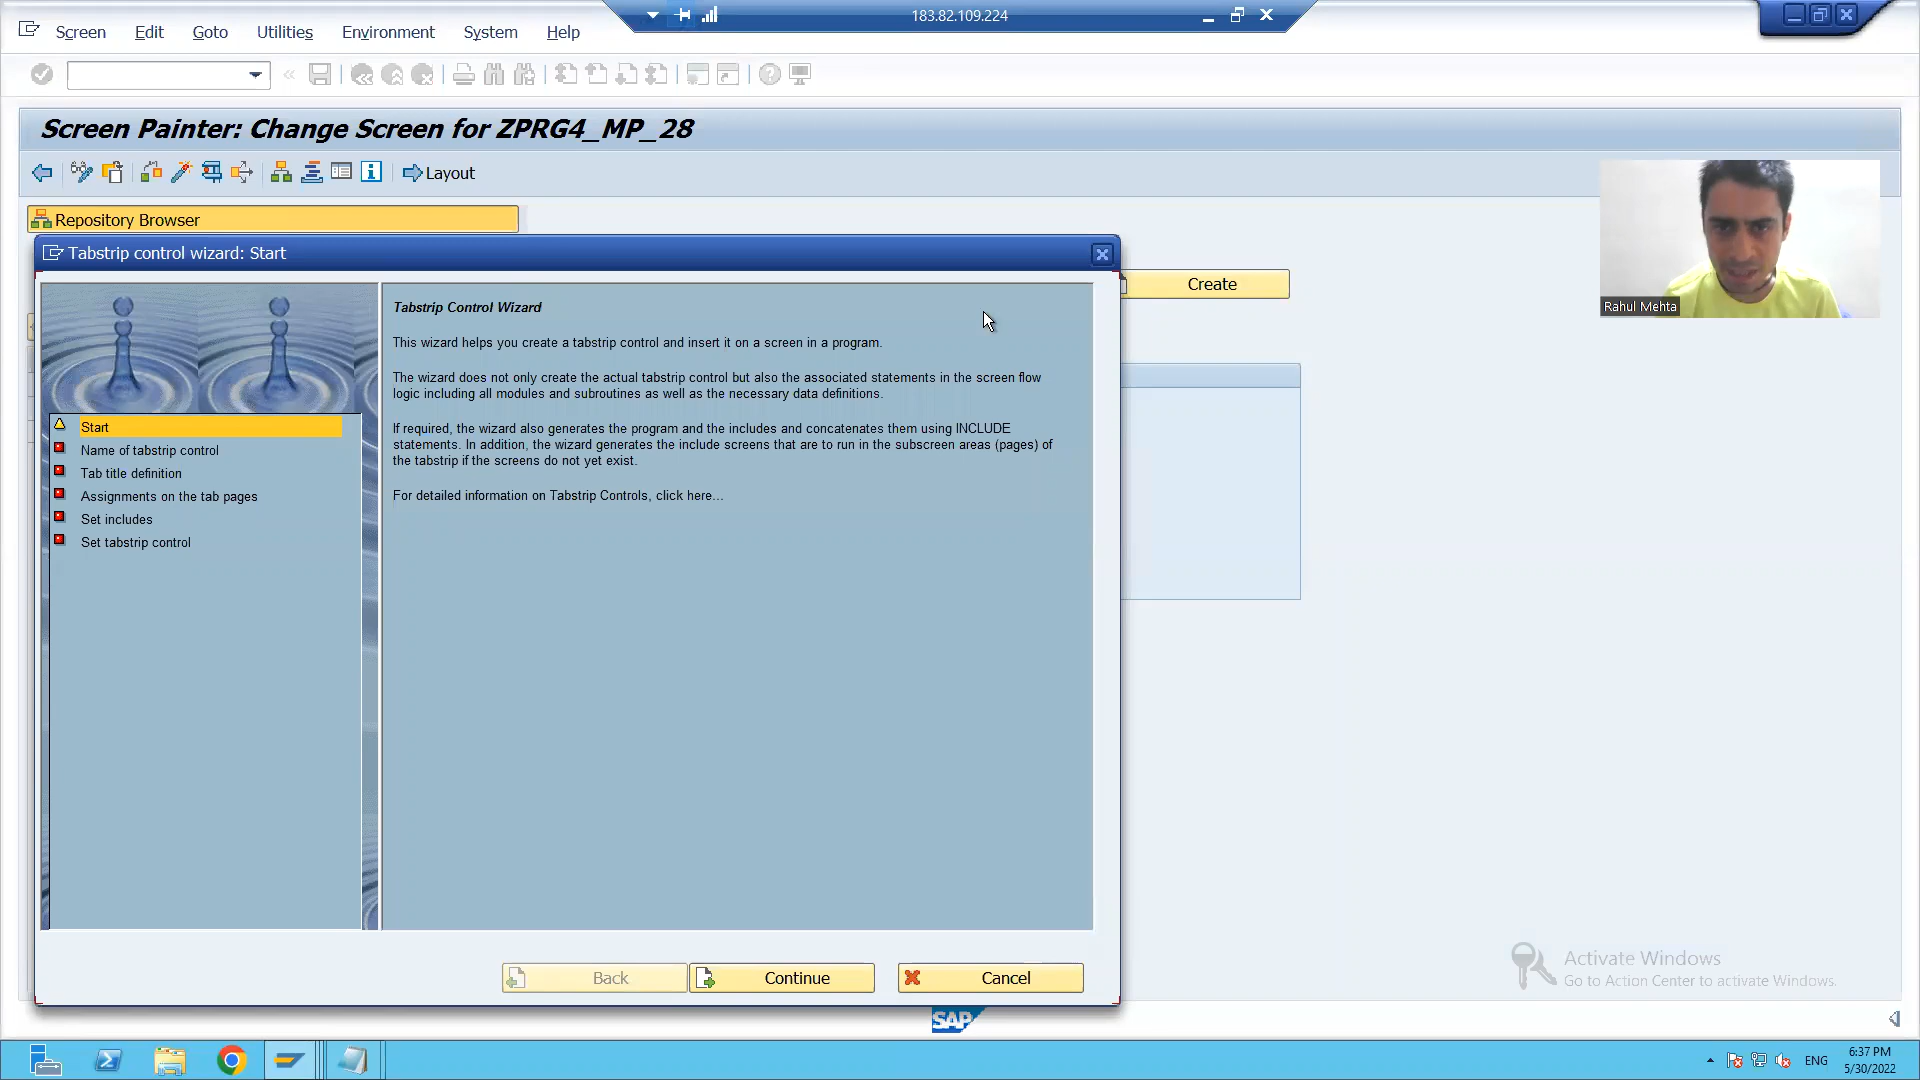 183.82.109.224
Screen Edit Goto Utilities Environment System Help
Screen Painter: Change Screen for ZPRG4_MP_28
Layout
Repository Browser
Tabstrip control wizard: Start
Create
Rahul Mehta
Tabstrip Control Wizard
This wizard helps you create a tabstrip control and insert it on a screen in a program.
The wizard does not only create the actual tabstrip control but also the associated statements in the screen flow
logic including all modules and subroutines as well as the necessary data definitions.
If required, the wizard also generates the program and the includes and concatenates them using INCLUDE
statements. In addition, the wizard generates the include screens that are to run in the subscreen areas (pages) of
the tabstrip if the screens do not yet exist.
For detailed information on Tabstrip Controls, click here...
Start
Name of tabstrip control
Tab title definition
Assignments on the tab pages
Set includes
Set tabstrip control
Back Continue Cancel
Activate Windows
Go to Action Center to activate Windows.
SAP
ENG
6:37 PM
5/30/2022